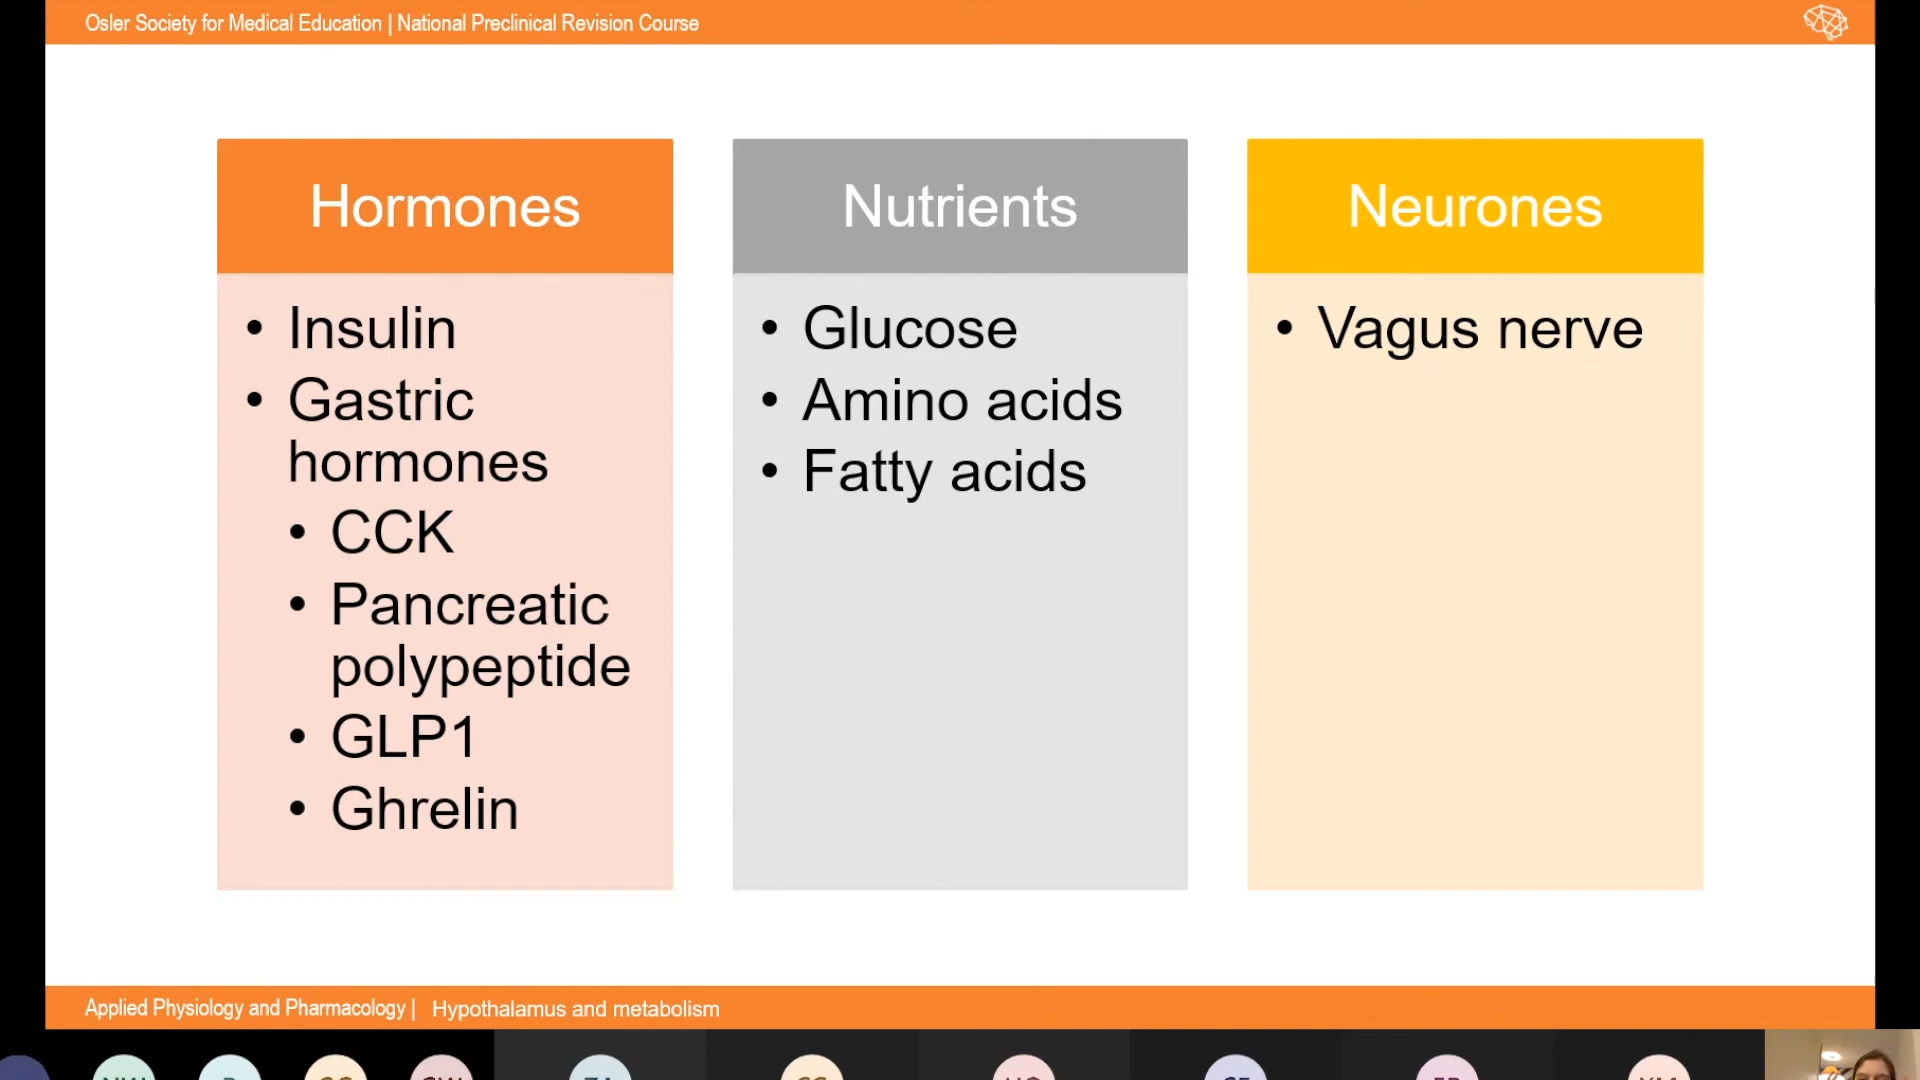 Osler Society for Medical Education | National Preclinical Revision Course
Hormones
• Insulin
• Gastric
hormones
• CCK
• Pancreatic
polypeptide
• GLP1
• Ghrelin
Nutrients
• Glucose
• Amino acids
• Fatty acids
Neurones
• Vagus nerve
Applied Physiology and Pharmacology | Hypothalamus and metabolism